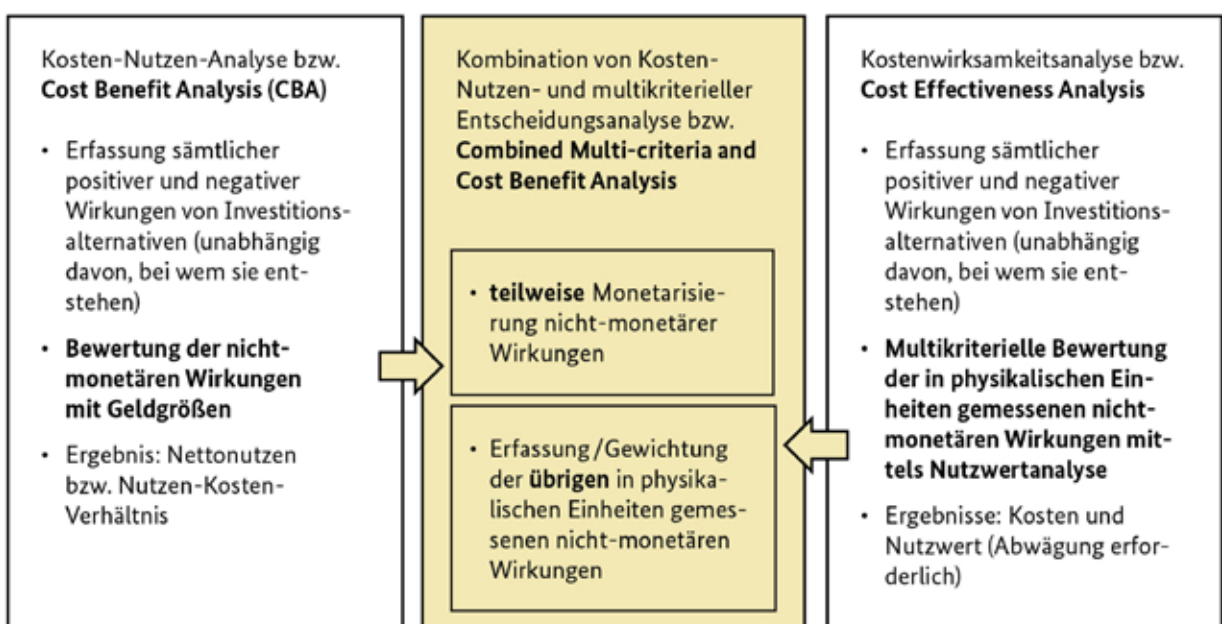 Kosten-Nutzen-Analyse bzw.
Cost Benefit Analysis (CBA)
• Erfassung sämtlicher
positiver und negativer
Wirkungen von Investitions-
alternativen (unabhängig
davon, bei wem sie ent-
stehen)
• Bewertung der nicht-
monetären Wirkungen
mit Geldgrößen
• Ergebnis: Nettonutzen
bzw. Nutzen-Kosten-
Verhältnis
Kombination von Kosten-
Nutzen- und multikriterieller
Entscheidungsanalyse bzw.
Combined Multi-criteria and
Cost Benefit Analysis
• teilweise Monetarisie-
rung nicht-monetärer
Wirkungen
• Erfassung/Gewichtung
der übrigen in physika-
lischen Einheiten gemes-
senen nicht-monetären
Wirkungen
Kostenwirksamkeitsanalyse bzw.
Cost Effectiveness Analysis
• Erfassung sämtlicher
positiver und negativer
Wirkungen von Investitions-
alternativen (unabhängig
davon, bei wem sie ent-
stehen)
• Multikriterielle Bewertung
der in physikalischen Ein-
heiten gemessenen nicht-
monetären Wirkungen mit-
tels Nutzwertanalyse
• Ergebnisse: Kosten und
Nutzwert (Abwägung erfor-
derlich)